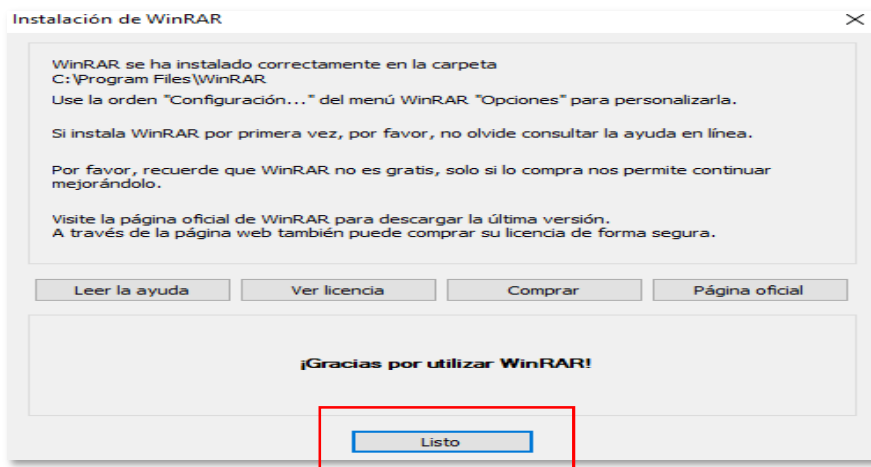 Instalación de WinRAR
WinRAR se ha instalado correctamente en la carpeta
C:\Program Files\WinRAR
Use la orden "Configuración..." del menú WinRAR "Opciones" para personalizarla.
Si instala WinRAR por primera vez, por favor, no olvide consultar la ayuda en línea.
Por favor, recuerde que WinRAR no es gratis, solo si lo compra nos permite continuar
mejorándolo.
Visite la página oficial de WinRAR para descargar la última versión.
A través de la página web también puede comprar su licencia de forma segura.
Leer la ayuda
Ver licencia
Comprar
Página oficial
¡Gracias por utilizar WinRAR!
Listo